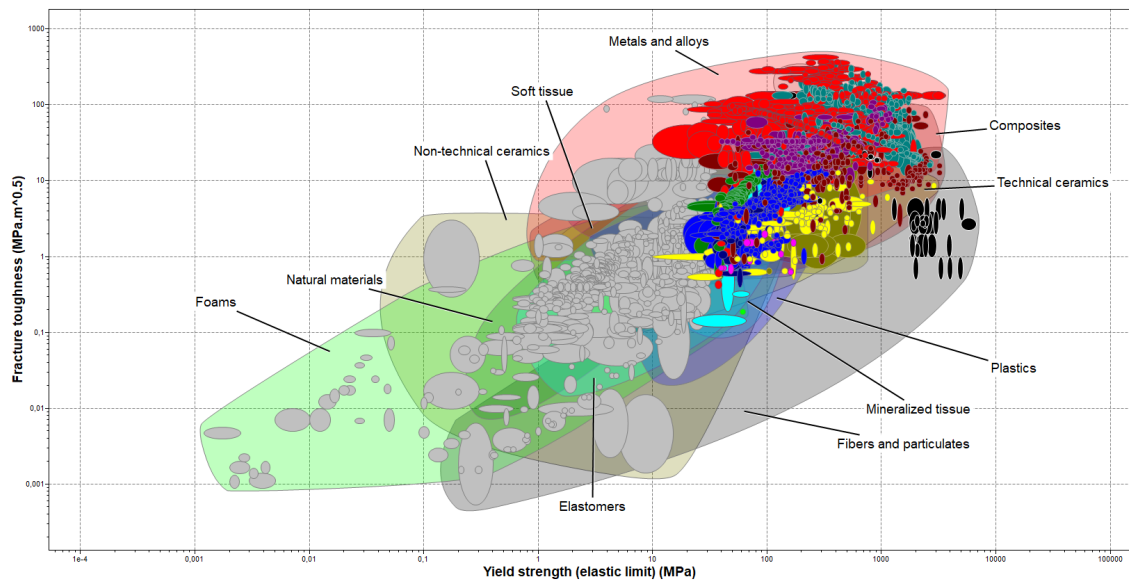 1000
Metals and alloys
Soft tissue
100
Composites
Non-technical ceramics
10
Technical ceramics
Fracture toughness (MPa.m^0.5)
1
Natural materials
Foams
0,1
Plastics
Mineralized tissue
0,01
Fibers and particulates
0,001
Elastomers
1e-4
0,001
0,01
0,1
1
10
100
1000
10000
100000
Yield strength (elastic limit) (MPa)